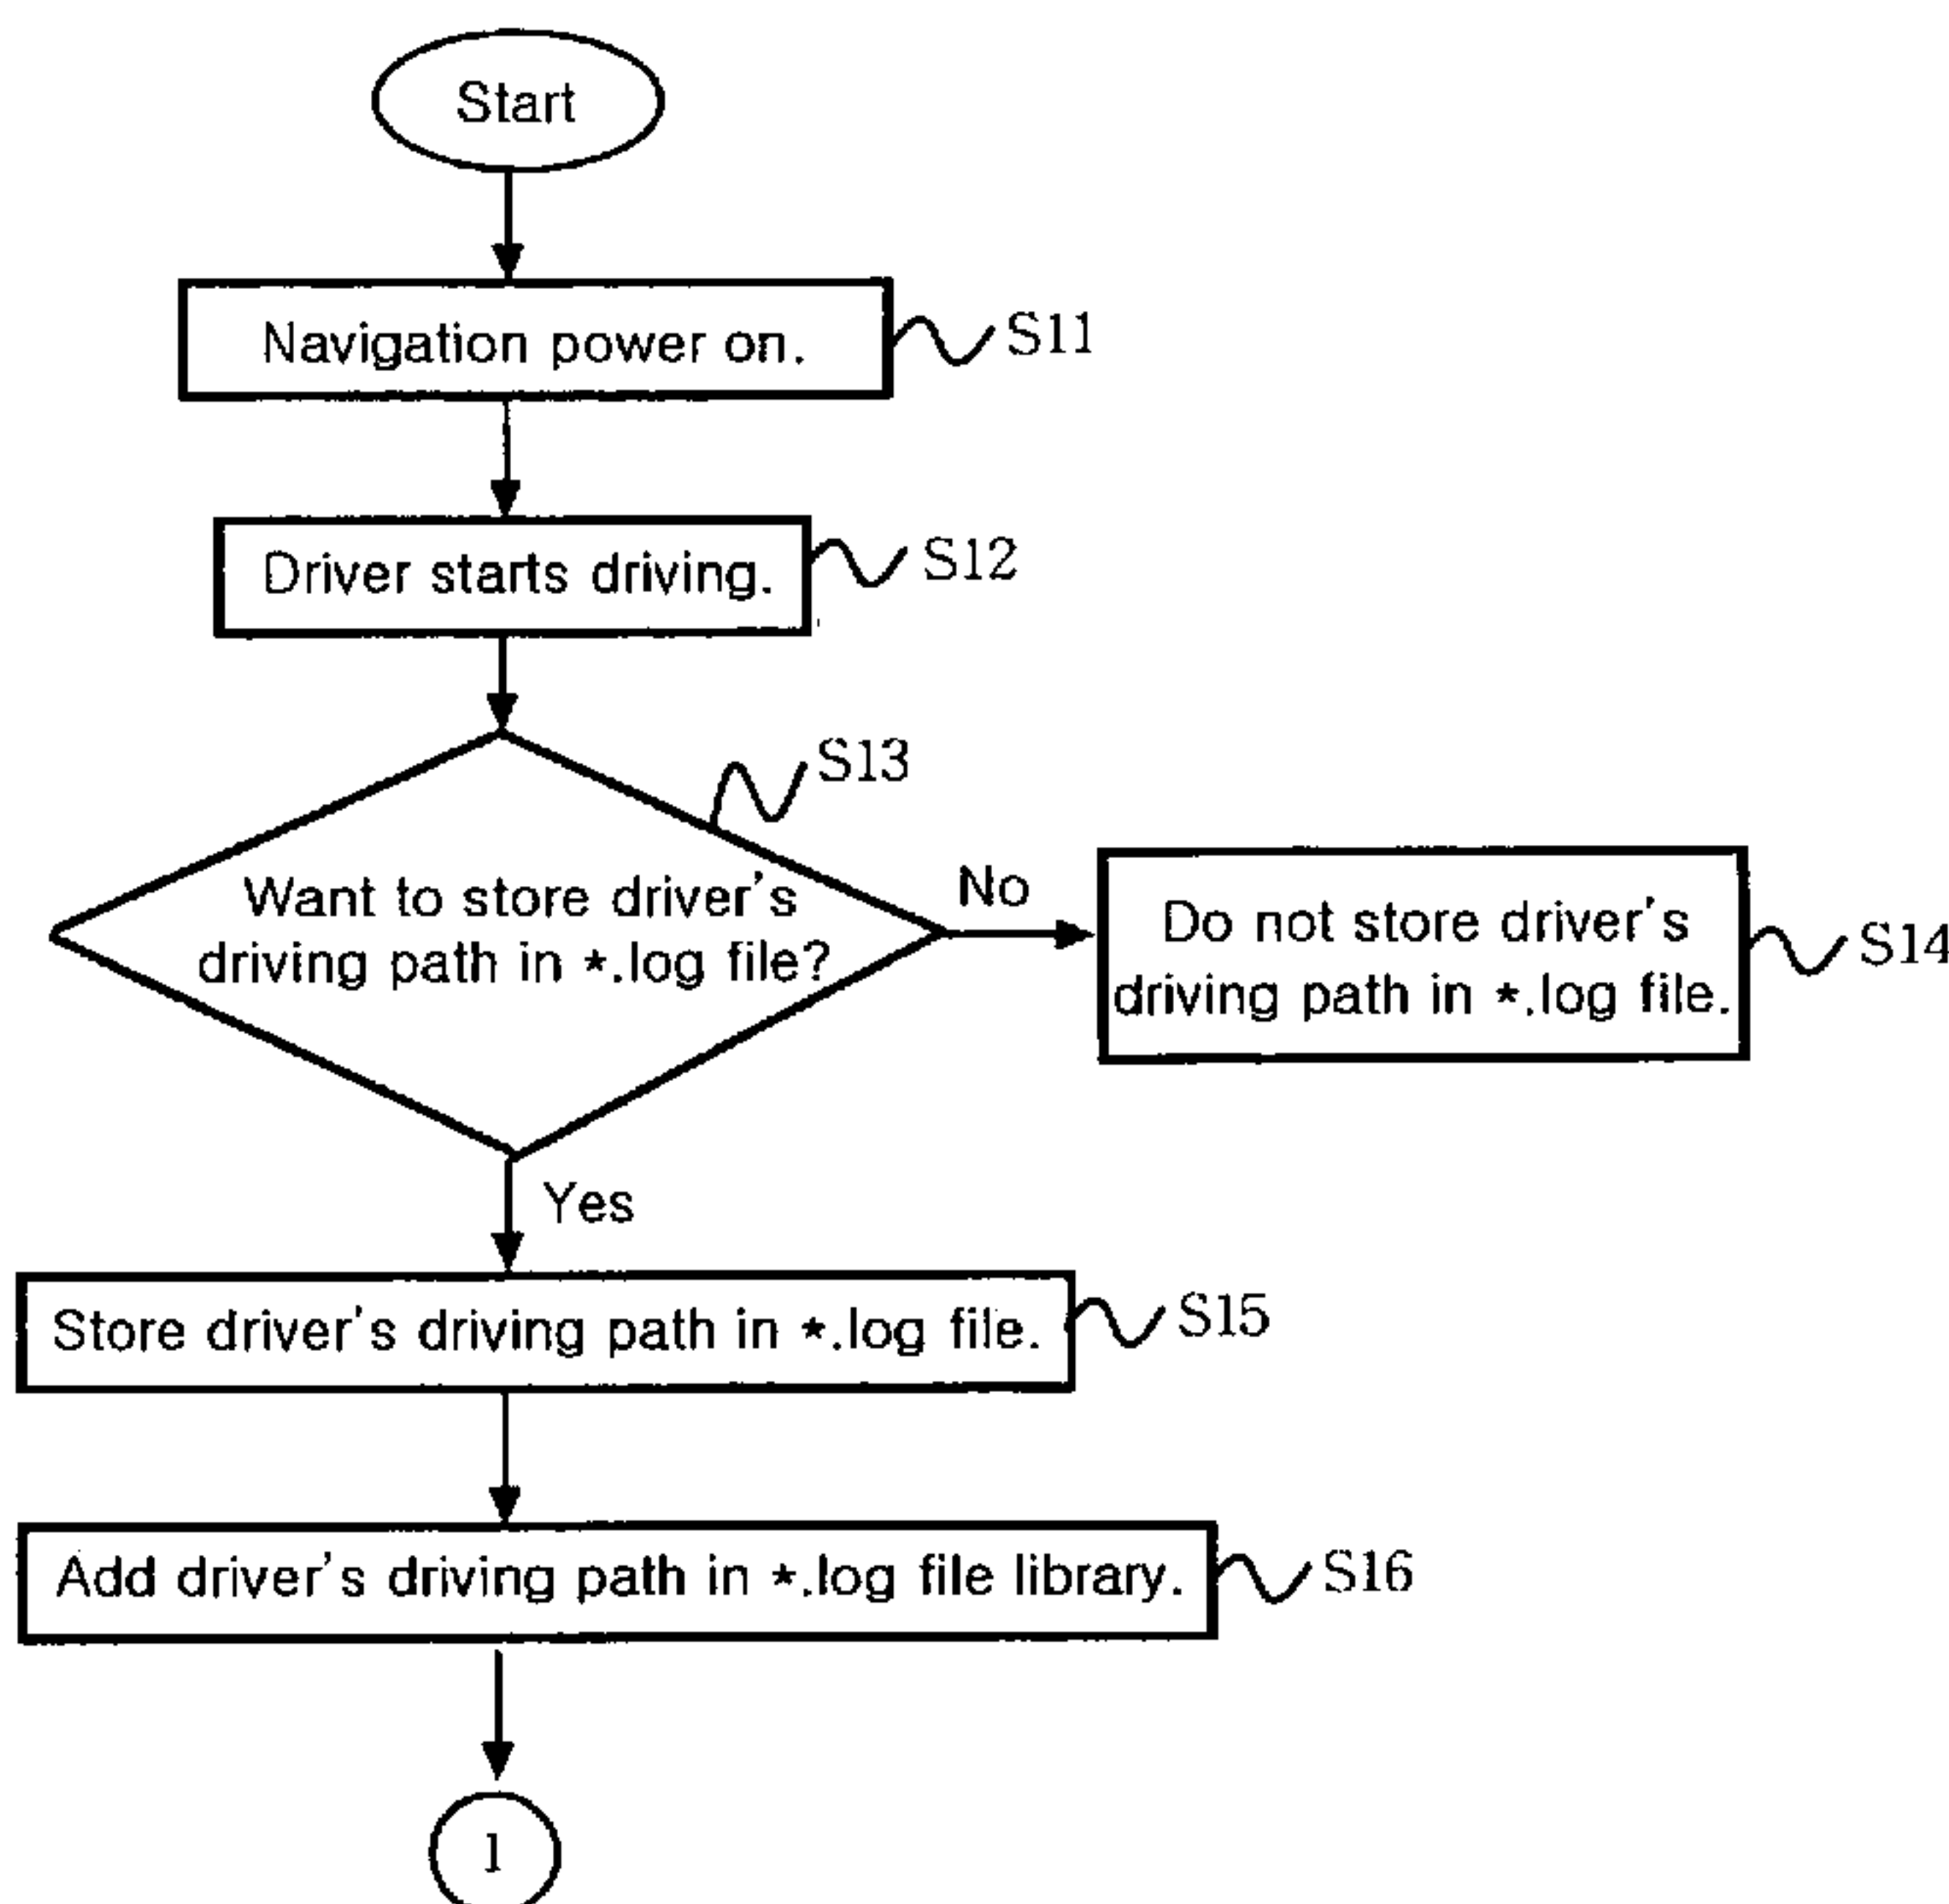 Start
Navigation power on.
S11
Driver starts driving.
S12
S13
Want to store driver's
driving path in *.log file?
No
Do not store driver's
driving path in *.log file.
S14
Yes
Store driver's driving path in *.log file.
S15
Add driver's driving path in *.log file library.
S16
1